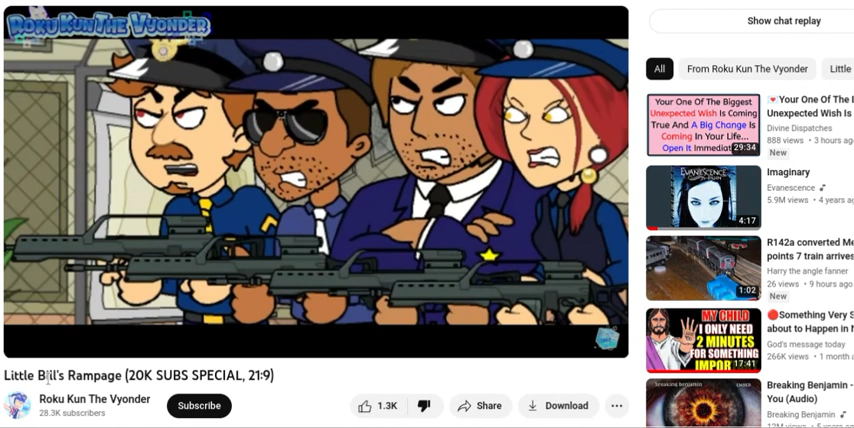 ROKU KUN THE VYONDER
Little Bil's Rampage (20K SUBS SPECIAL, 21:9)
Roku Kun The Vyonder
28.3K subscribers
Subscribe
1.3K
Share
Download
Show chat replay
All
From Roku Kun The Vyonder
Little
Your One Of The Biggest
Unexpected Wish Is Coming
True And A Big Change Is
Coming In Your Life...
Open It Immediat
29:34
Your One Of The
Unexpected Wish Is
Divine Dispatches
888 views • 3 hours ag
New
EVANESCENCE
4:17
Imaginary
Evanescence
5.9M views • 4 years a
1:02
R142a converted Me
points 7 train arrives
Harry the angle fanner
26 views • 9 hours ago
New
MY CHILD
I ONLY NEED
2 MINUTES
FOR SOMETHING
IMPOR
17:41
Something Very S
about to Happen in
God's message today
266K views • 1 month
BREAKING BENJAMIN
Breaking Benjamin -
You (Audio)
Breaking Benjamin